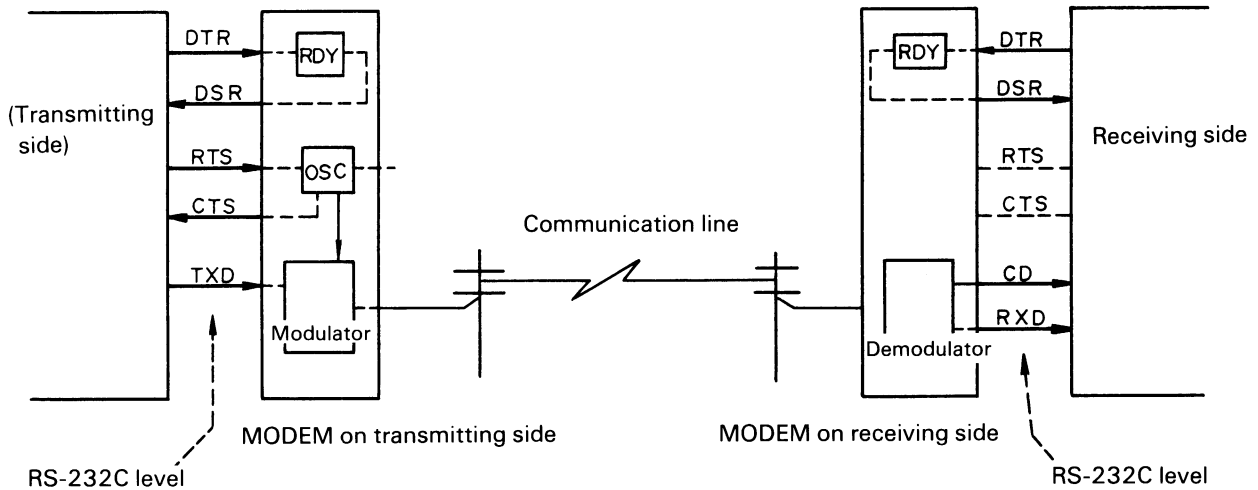 DTR
RDY
DSR
(Transmitting
side)
RTS
OSC
CTS
TXD
Modulator
MODEM on transmitting side
RS-232C level
Communication line
RDY
DTR
DSR
Receiving side
RTS
CTS
CD
RXD
Demodulator
MODEM on receiving side
RS-232C level